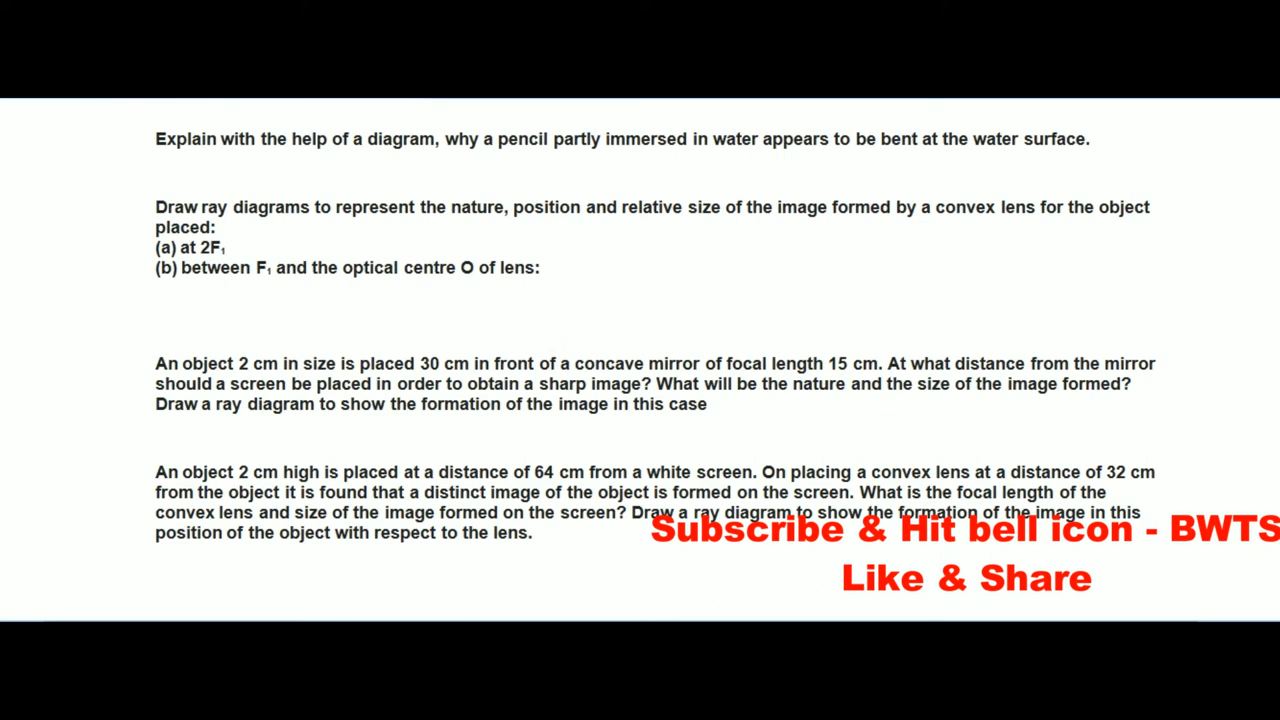 Explain with the help of a diagram, why a pencil partly immersed in water appears to be bent at the water surface.
Draw ray diagrams to represent the nature, position and relative size of the image formed by a convex lens for the object
placed:
(a) at 2F₁
(b) between F₁ and the optical centre O of lens:
An object 2 cm in size is placed 30 cm in front of a concave mirror of focal length 15 cm. At what distance from the mirror
should a screen be placed in order to obtain a sharp image? What will be the nature and the size of the image formed?
Draw a ray diagram to show the formation of the image in this case
An object 2 cm high is placed at a distance of 64 cm from a white screen. On placing a convex lens at a distance of 32 cm
from the object it is found that a distinct image of the object is formed on the screen. What is the focal length of the
convex lens and size of the image formed on the screen? Draw a ray diagram to show the formation of the image in this
position of the object with respect to the lens.
Subscribe & Hit bell icon - BWTS
Like & Share